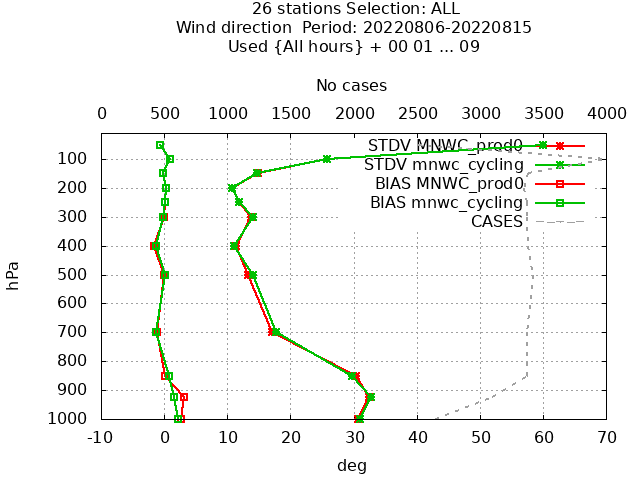 26 stations Selection: ALL
Wind direction  Period: 20220806-20220815
Used {All hours} + 00 01 ... 09
No cases
0 500 1000 1500 2000 2500 3000 3500 4000
STDV MNWC_prod0
STDV mnwc_cycling
BIAS MNWC_prod0
BIAS mnwc_cycling
CASES
hPa
100
200
300
400
500
600
700
800
900
1000
-10 0 10 20 30 40 50 60 70
deg